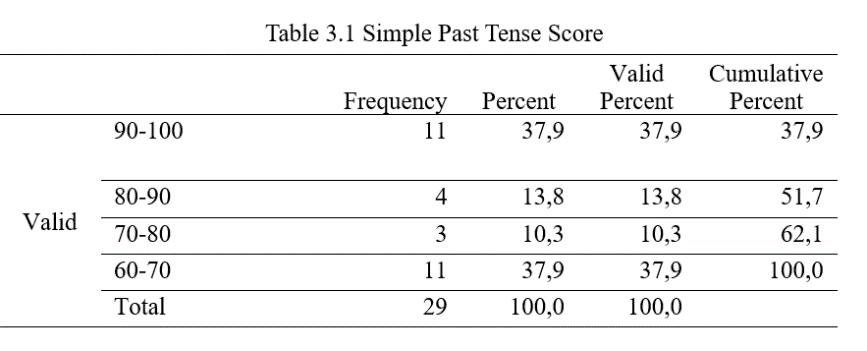 Table 3.1 Simple Past Tense Score
Frequency Percent Valid Percent Cumulative Percent
Valid 90-100 11 37,9 37,9 37,9
80-90 4 13,8 13,8 51,7
70-80 3 10,3 10,3 62,1
60-70 11 37,9 37,9 100,0
Total 29 100,0 100,0